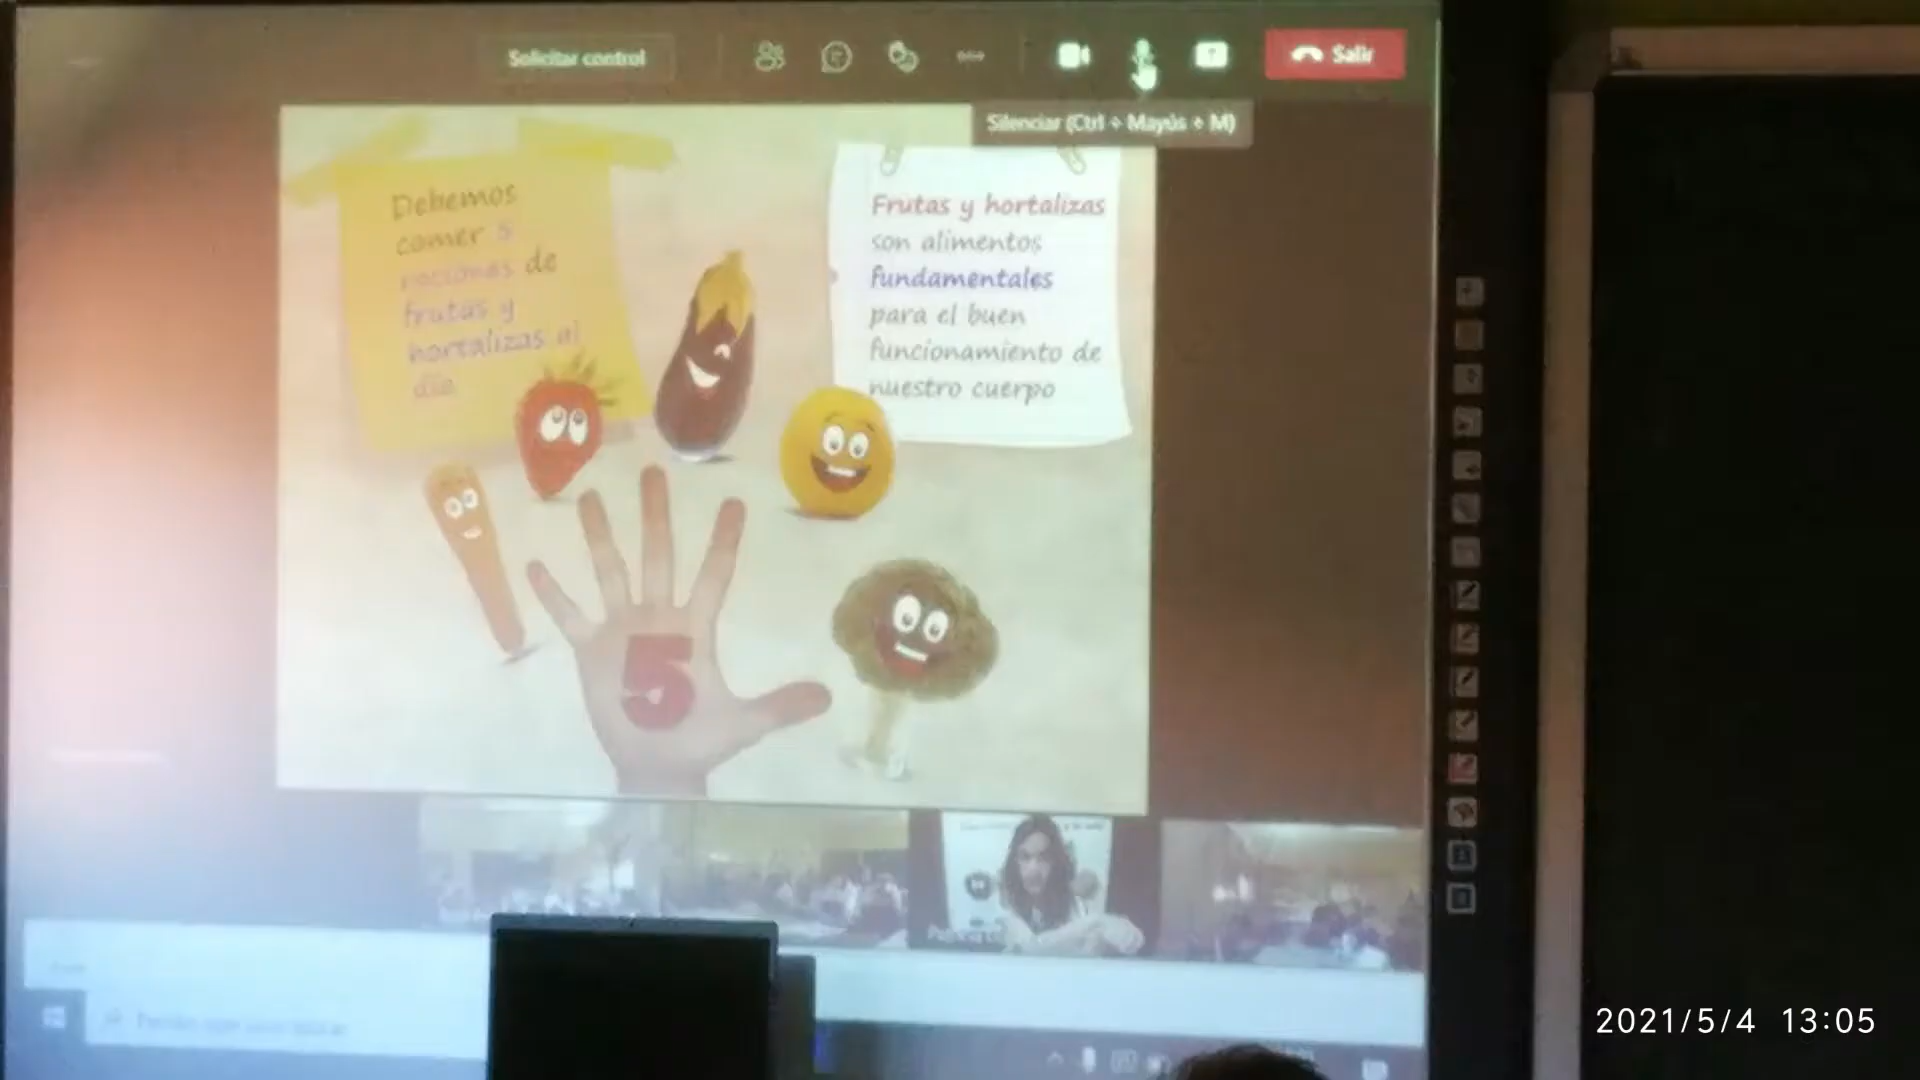 Solicitar control
Salir
Silenciar (Ctrl + Mayús + M)
Debemos
comer 5
raciones de
frutas y
hortalizas al
día
Frutas y hortalizas
son alimentos
fundamentales
para el buen
funcionamiento de
nuestro cuerpo
5
2021/5/4 13:05